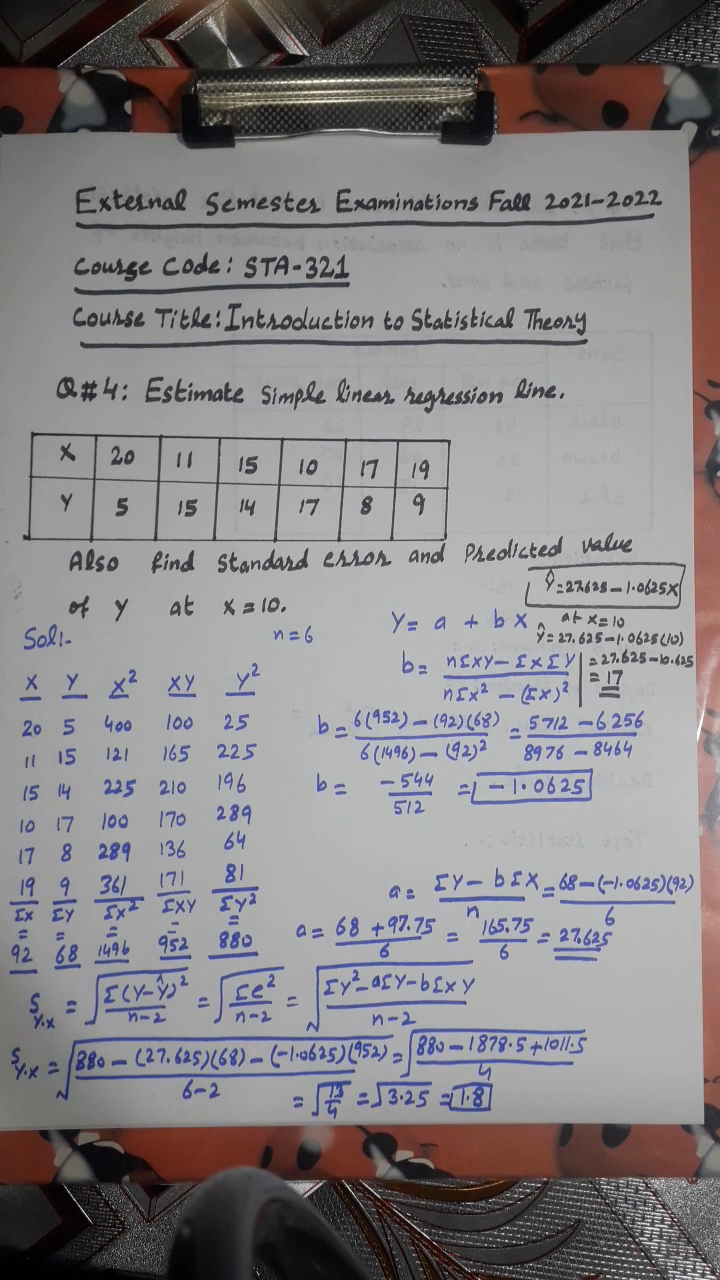 External Semester Examinations Fall 2021-2022
Course Code: STA-321
Course Title: Introduction to Statistical Theory
Q#4: Estimate Simple linear regression line.
X 20 11 15 10 17 19
Y 5 15 14 17 8 9
Also find standard error and Predicted value
of Y at X=10.
Ŷ=27.625-1.0625X
Sol:-
n=6
Y = a + bX
at X=10
Ŷ=27.625-1.0625(10)
=27.625-10.625
=17
b= nΣXY-ΣXΣY / nΣX²-(ΣX)²
X Y X² XY Y²
20 5 400 100 25
11 15 121 165 225
15 14 225 210 196
10 17 100 170 289
17 8 289 136 64
19 9 361 171 81
ΣX ΣY ΣX² ΣXY ΣY²
= = = = =
92 68 1496 952 880
b= 6(952)-(92)(68) / 6(1496)-(92)² = 5712-6256 / 8976-8464
b= -544 / 512 = -1.0625
a= ΣY-bΣX / n = 68-(-1.0625)(92) / 6
a= 68+97.75 / 6 = 165.75 / 6 = 27.625
S Y.X = √Σ(Y-Ŷ)² / n-2 = √Σe² / n-2 = √ΣY²-aΣY-bΣXY / n-2
S Y.X = √880-(27.625)(68)-(-1.0625)(952) / 6-2 = √880-1878.5+1011.5 / 4
= √13 / 4 = √3.25 = 1.8